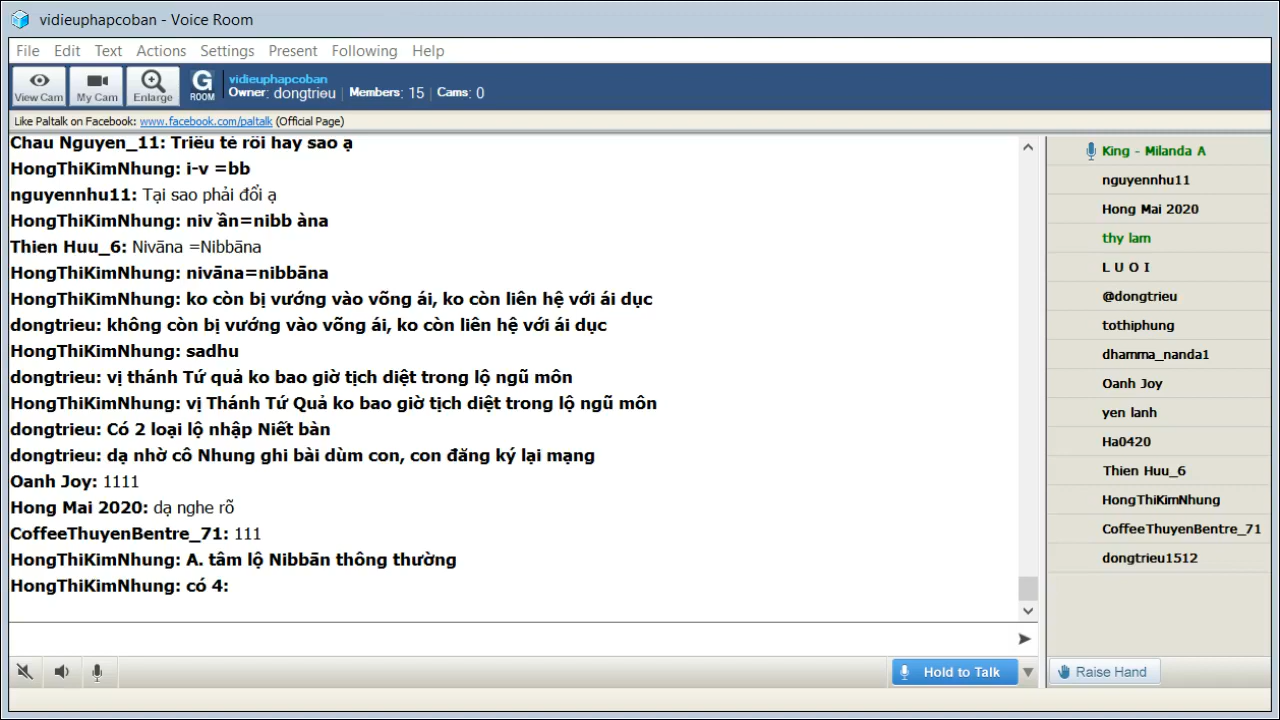 vidieuphapcoban - Voice Room
File Edit Text Actions Settings Present Following Help
View Cam My Cam Enlarge G ROOM
vidieuphapcoban
Owner: dongtrieu | Members: 15 | Cams: 0
Like Paltalk on Facebook: www.facebook.com/paltalk (Official Page)
Chau Nguyen_11: Triều tẻ rồi hay sao ạ
HongThiKimNhung: i-v =bb
nguyennhu11: Tại sao phải đổi ạ
HongThiKimNhung: niv ần=nibb àna
Thien Huu_6: Nivāna =Nibbāna
HongThiKimNhung: nivāna=nibbāna
HongThiKimNhung: ko còn bị vướng vào võng ái, ko còn liên hệ với ái dục
dongtrieu: không còn bị vướng vào võng ái, ko còn liên hệ với ái dục
HongThiKimNhung: sadhu
dongtrieu: vị thánh Tứ quả ko bao giờ tịch diệt trong lộ ngũ môn
HongThiKimNhung: vị Thánh Tứ Quả ko bao giờ tịch diệt trong lộ ngũ môn
dongtrieu: Có 2 loại lộ nhập Niết bàn
dongtrieu: dạ nhờ cô Nhung ghi bài dùm con, con đăng ký lại mạng
Oanh Joy: 1111
Hong Mai 2020: dạ nghe rõ
CoffeeThuyenBentre_71: 111
HongThiKimNhung: A. tâm lộ Nibbān thông thường
HongThiKimNhung: có 4:
King - Milanda A
nguyennhu11
Hong Mai 2020
thy lam
L U O I
@dongtrieu
tothiphung
dhamma_nanda1
Oanh Joy
yen lanh
Ha0420
Thien Huu_6
HongThiKimNhung
CoffeeThuyenBentre_71
dongtrieu1512
Hold to Talk
Raise Hand